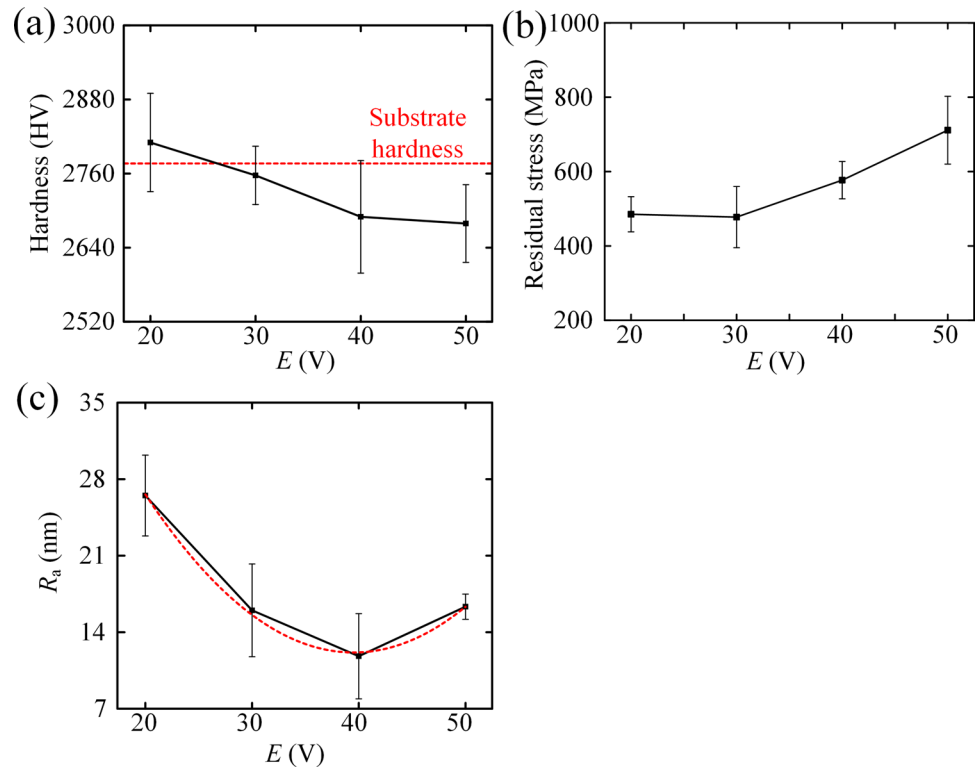 (a)
3000
2880
2760
2640
2520
Hardness (HV)
Substrate
hardness
20 30 40 50
E (V)
(b)
1000
800
600
400
200
Residual stress (MPa)
20 30 40 50
E (V)
(c)
35
28
21
14
7
Ra (nm)
20 30 40 50
E (V)